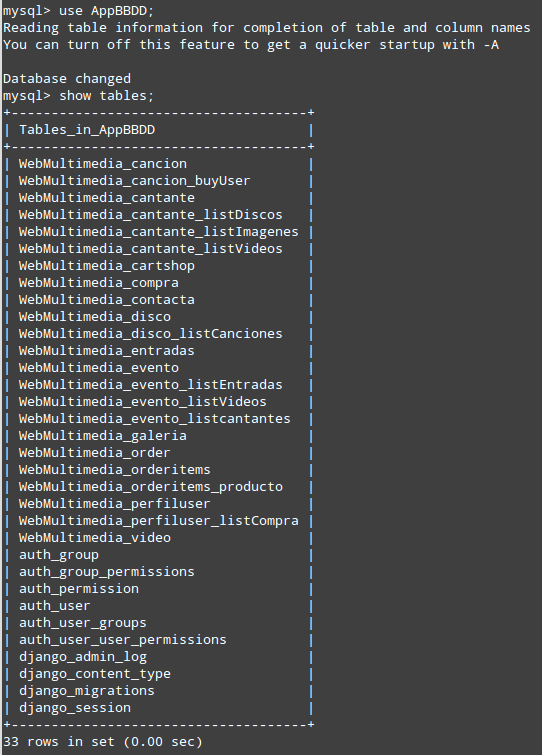 mysql> use AppBBDD;
Reading table information for completion of table and column names
You can turn off this feature to get a quicker startup with -A

Database changed
mysql> show tables;
+-------------------------------------+
| Tables_in_AppBBDD                   |
+-------------------------------------+
| WebMultimedia_cancion               |
| WebMultimedia_cancion_buyUser       |
| WebMultimedia_cantante              |
| WebMultimedia_cantante_listDiscos   |
| WebMultimedia_cantante_listImagenes |
| WebMultimedia_cantante_listVideos   |
| WebMultimedia_cartshop              |
| WebMultimedia_compra                |
| WebMultimedia_contacta              |
| WebMultimedia_disco                 |
| WebMultimedia_disco_listCanciones   |
| WebMultimedia_entradas              |
| WebMultimedia_evento                |
| WebMultimedia_evento_listEntradas   |
| WebMultimedia_evento_listVideos     |
| WebMultimedia_evento_listcantantes  |
| WebMultimedia_galeria               |
| WebMultimedia_order                 |
| WebMultimedia_orderitems            |
| WebMultimedia_orderitems_producto   |
| WebMultimedia_perfiluser            |
| WebMultimedia_perfiluser_listCompra |
| WebMultimedia_video                 |
| auth_group                          |
| auth_group_permissions              |
| auth_permission                     |
| auth_user                           |
| auth_user_groups                    |
| auth_user_user_permissions          |
| django_admin_log                    |
| django_content_type                 |
| django_migrations                   |
| django_session                      |
+-------------------------------------+
33 rows in set (0.00 sec)